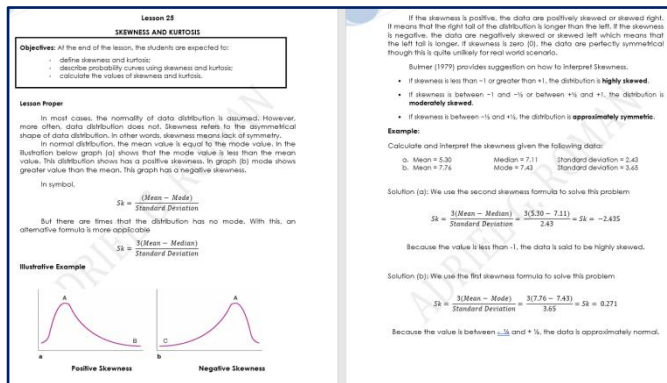 Lesson 25
SKEWNESS AND KURTOSIS
Objectives: At the end of the lesson, the students are expected to:
- define skewness and kurtosis;
- describe probability curves using skewness and kurtosis;
- calculate the values of skewness and kurtosis.
Lesson Proper
In most cases, the normality of data distribution is assumed. However,
more often, data distribution does not. Skewness refers to the asymmetrical
shape of data distribution. In other words, skewness means lack of symmetry.
In normal distribution, the mean value is equal to the mode value. In the
illustration below graph (a) shows that the mode value is less than the mean
value. This distribution shows has a positive skewness. In graph (b) mode shows
greater value than the mean. This graph has a negative skewness.
In symbol,
Sk = (Mean − Mode) / Standard Deviation
But there are times that the distribution has no mode. With this, an
alternative formula is more applicable
Sk = 3(Mean − Median) / Standard Deviation
Illustrative Example
A
B
a
Positive Skewness
A
C
b
Negative Skewness
If the skewness is positive, the data are positively skewed or skewed right.
It means that the right tail of the distribution is longer than the left. If the skewness
is negative, the data are negatively skewed or skewed left which means that
the left tail is longer. If skewness is zero (0), the data are perfectly symmetrical
though this is quite unlikely for real world scenario.
Bulmer (1979) provides suggestion on how to interpret Skewness.
• If skewness is less than −1 or greater than +1, the distribution is highly skewed.
• If skewness is between −1 and −½ or between +½ and +1, the distribution is
moderately skewed.
• If skewness is between −½ and +½, the distribution is approximately symmetric.
Example:
Calculate and interpret the skewness given the following data:
a. Mean = 5.30 Median = 7.11 Standard deviation = 2.43
b. Mean = 7.76 Mode = 7.43 Standard deviation = 3.65
Solution (a): We use the second skewness formula to solve this problem
Sk = 3(Mean − Median) / Standard Deviation = 3(5.30 − 7.11) / 2.43 = Sk = −2.435
Because the value is less than -1, the data is said to be highly skewed.
Solution (b): We use the first skewness formula to solve this problem
Sk = 3(Mean − Mode) / Standard Deviation = 3(7.76 − 7.43) / 3.65 = Sk = 0.271
Because the value is between - ½ and + ½, the data is approximately normal.
ADRIEL G. ROMAN
ADRIEL G. ROMAN